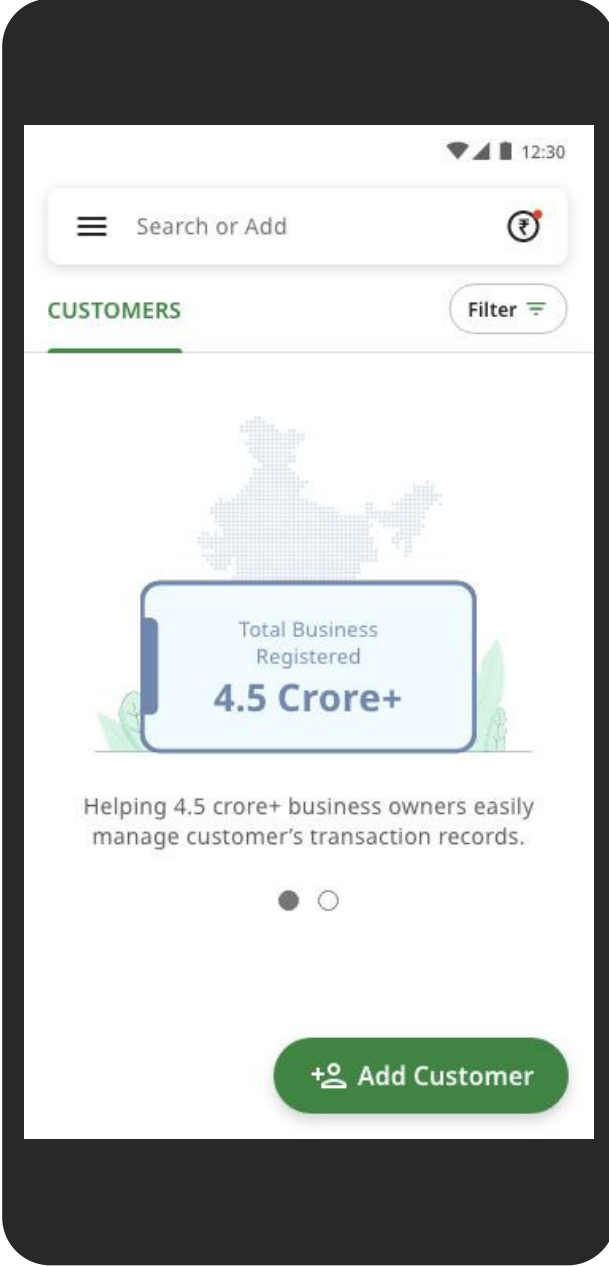 12:30
Search or Add
₹
CUSTOMERS
Filter
Total Business
Registered
4.5 Crore+
Helping 4.5 crore+ business owners easily
manage customer’s transaction records.
Add Customer